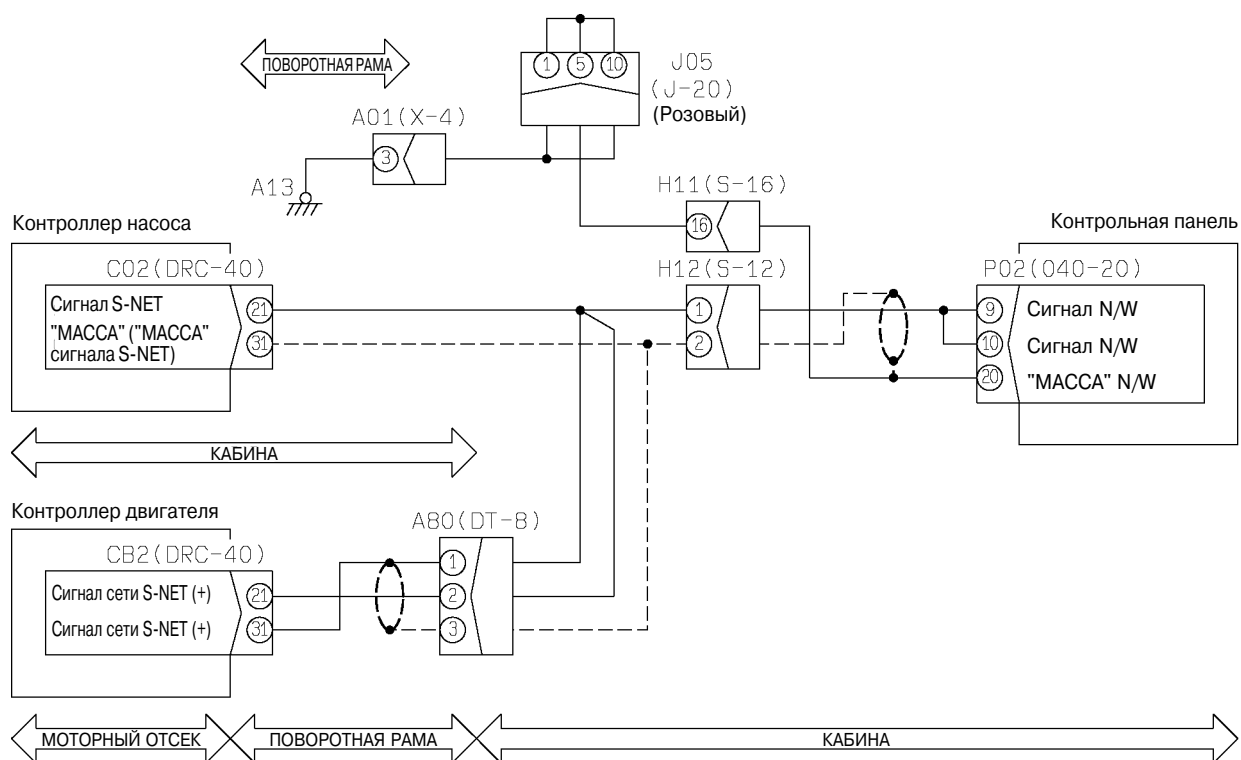 ПОВОРОТНАЯ РАМА
1 5 10
J05
(J-20)
(Розовый)
A01(X-4)
3
A13
H11(S-16)
16
Контроллер насоса
C02(DRC-40)
Сигнал S-NET
21
"МАССА" ("МАССА"
сигнала S-NET)
31
H12(S-12)
1
2
Контрольная панель
P02(040-20)
9
Сигнал N/W
10
Сигнал N/W
20
"МАССА" N/W
КАБИНА
Контроллер двигателя
CB2(DRC-40)
Сигнал сети S-NET (+)
21
Сигнал сети S-NET (+)
31
A80(DT-8)
1
2
3
МОТОРНЫЙ ОТСЕК
ПОВОРОТНАЯ РАМА
КАБИНА